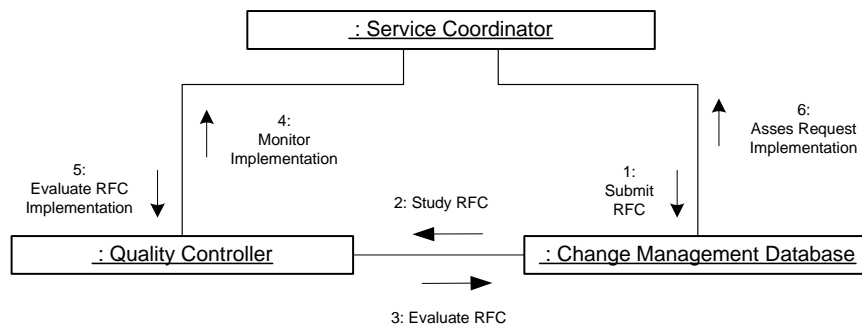 : Service Coordinator
4:
Monitor
Implementation
6:
Asses Request
Implementation
5:
Evaluate RFC
Implementation
1:
Submit
RFC
2: Study RFC
: Quality Controller
: Change Management Database
3: Evaluate RFC